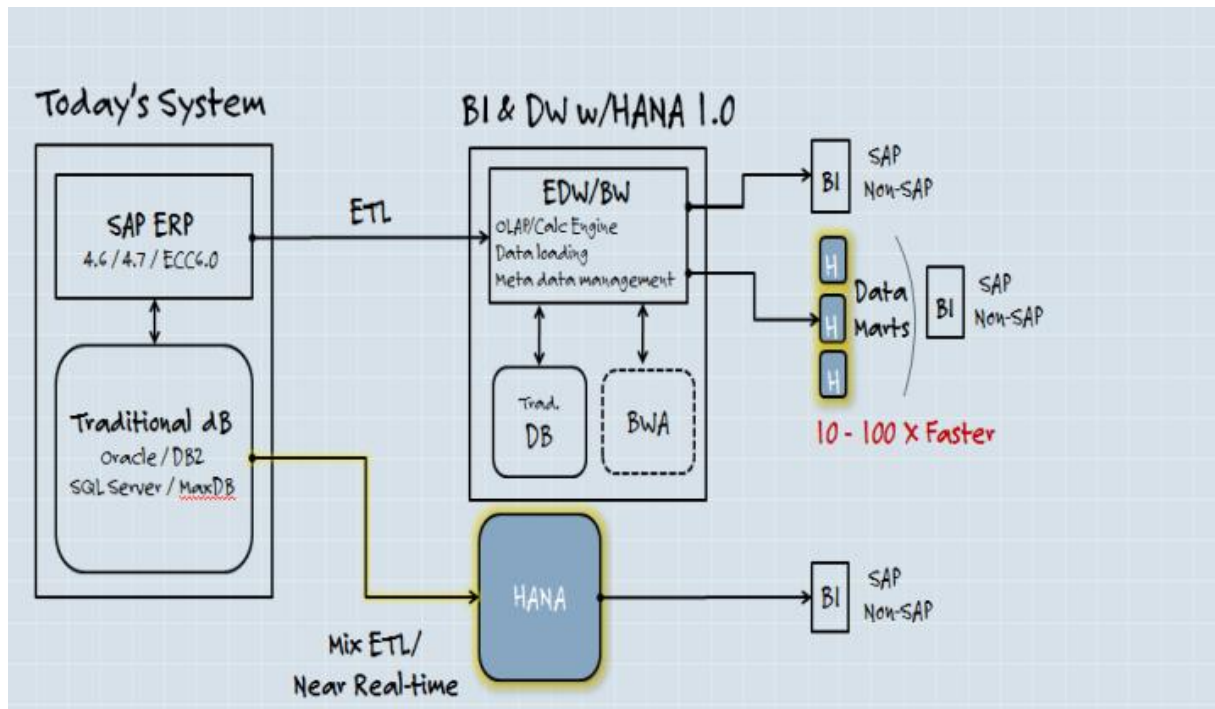 Today's System
SAP ERP
4.6 / 4.7 / ECC6.0
Traditional dB
Oracle / DB2
SQL Server / MaxDB
ETL
Mix ETL/
Near Real-time
BI & DW w/HANA 1.0
EDW/BW
OLAP/Calc Engine
Data loading
Meta data management
Trad.
DB
BWA
HANA
BI
SAP
Non-SAP
H
H
H
Data
Marts
BI
SAP
Non-SAP
10 - 100 X Faster
BI
SAP
Non-SAP